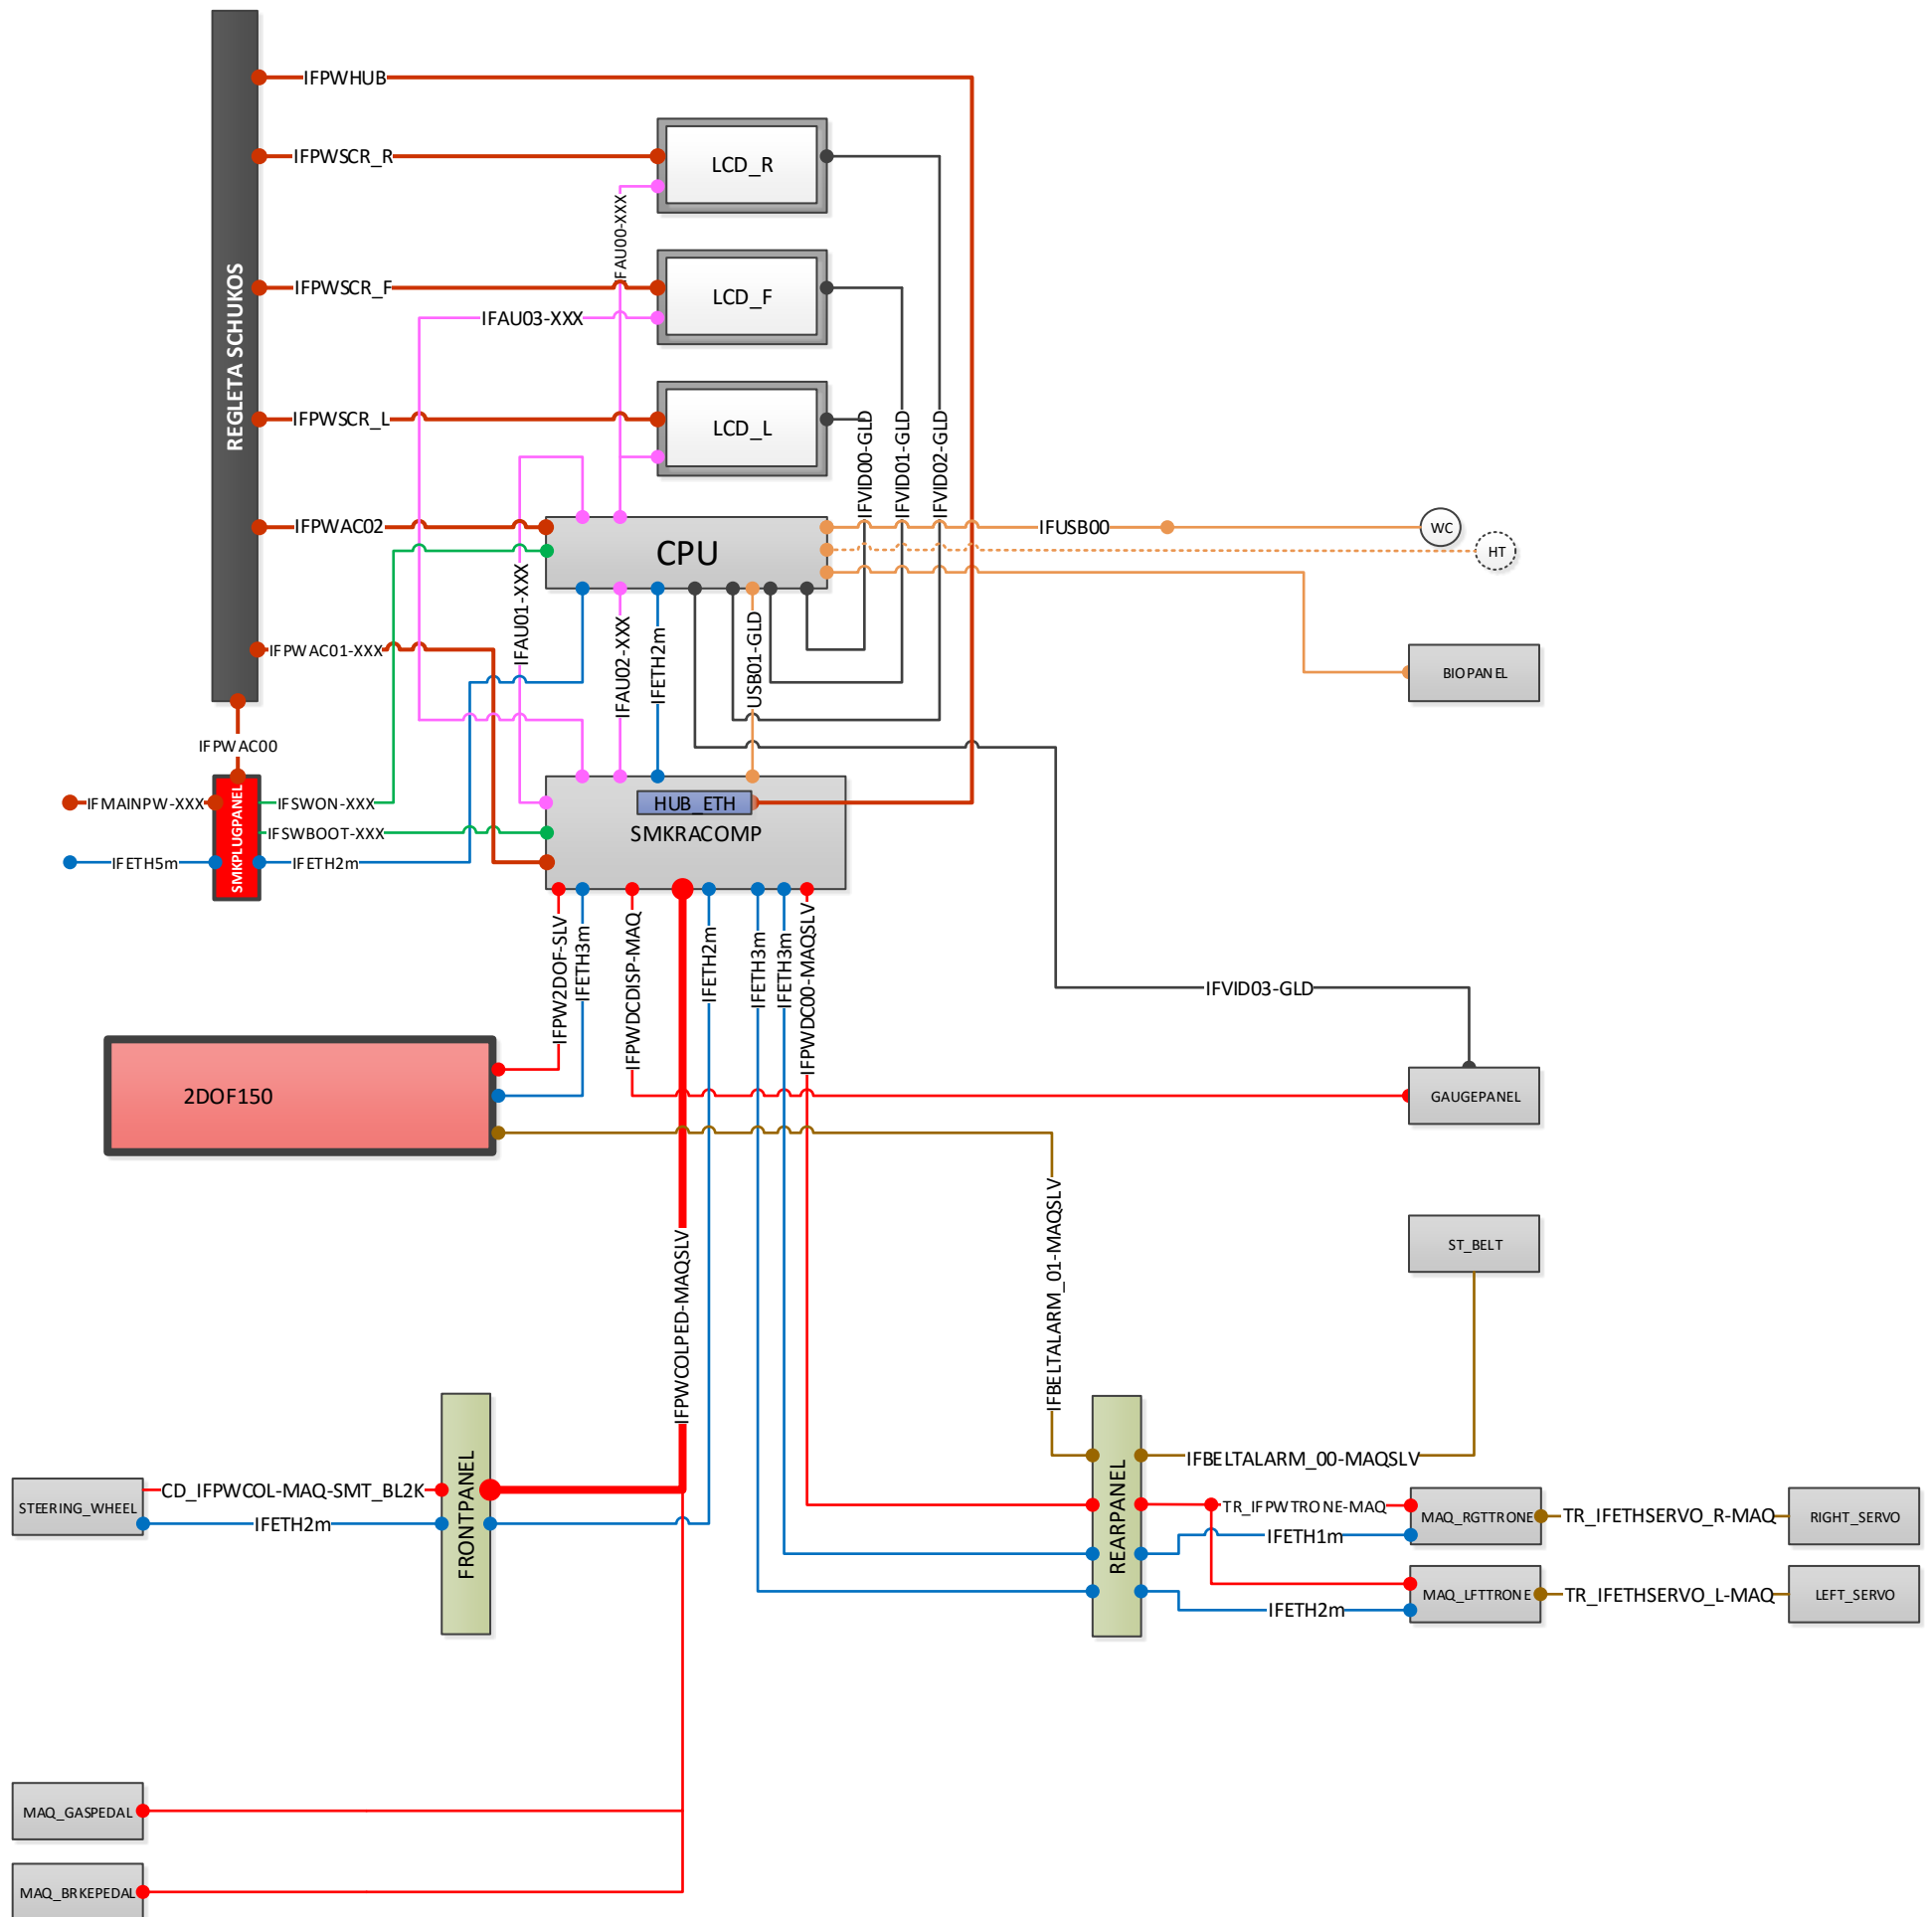 IFPWHUB
IFPWSCR_R
LCD_R
IFAU00-XXX
REGLETA SCHUKOS
IFPWSCR_F
LCD_F
IFAU03-XXX
IFPWSCR_L
LCD_L
IFVID00-GLD
IFVID01-GLD
IFVID02-GLD
IFPWAC02
CPU
IFUSB00
WC
HT
IFAU01-XXX
IFPWAC01-XXX
IFAU02-XXX
IFETH2m
USB01-GLD
BIOPANEL
IFPWAC00
IFMAINPW-XXX
SMKPLUGPANEL
IFSWON-XXX
HUB_ETH
IFSWBOOT-XXX
SMKRACOMP
IFETH5m
IFETH2m
IFPW2DOF-SLV
IFETH3m
IFPWDCDISP-MAQ
IFETH2m
IFETH3m
IFETH3m
IFPWDC00-MAQSLV
IFVID03-GLD
2DOF150
GAUGEPANEL
IFPWCOLPED-MAQSLV
IFBELTALARM_01-MAQSLV
ST_BELT
FRONTPANEL
REARPANEL
IFBELTALARM_00-MAQSLV
STEERING_WHEEL
CD_IFPWCOL-MAQ-SMT_BL2K
IFETH2m
TR_IFPWTRONE-MAQ
MAQ_RGTTRONE
TR_IFETHSERVO_R-MAQ
RIGHT_SERVO
IFETH1m
MAQ_LFTTRONE
TR_IFETHSERVO_L-MAQ
LEFT_SERVO
IFETH2m
MAQ_GASPEDAL
MAQ_BRKEPEDAL